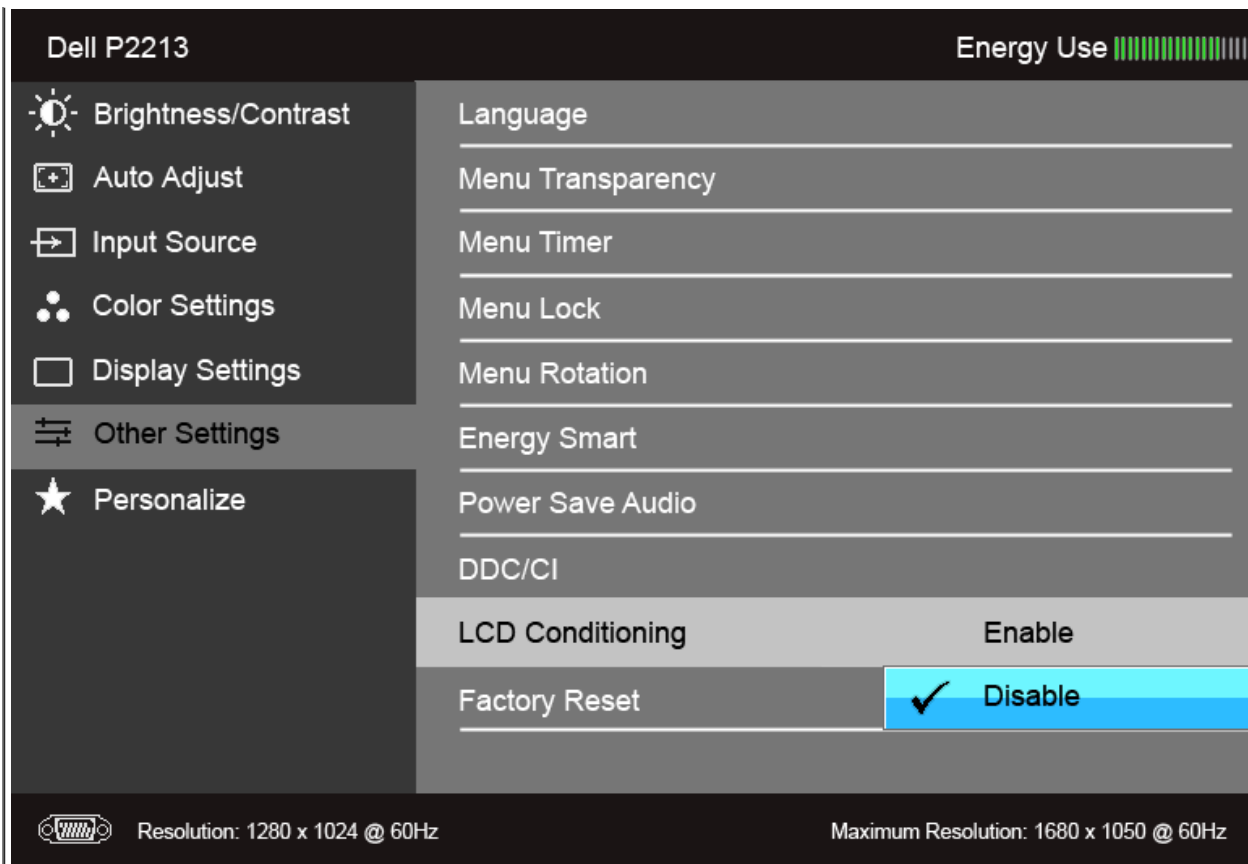 Dell P2213 Energy Use
Brightness/Contrast Language
Auto Adjust Menu Transparency
Input Source Menu Timer
Color Settings Menu Lock
Display Settings Menu Rotation
Other Settings Energy Smart
Personalize Power Save Audio
DDC/CI
LCD Conditioning Enable
Factory Reset Disable
Resolution: 1280 x 1024 @ 60Hz Maximum Resolution: 1680 x 1050 @ 60Hz